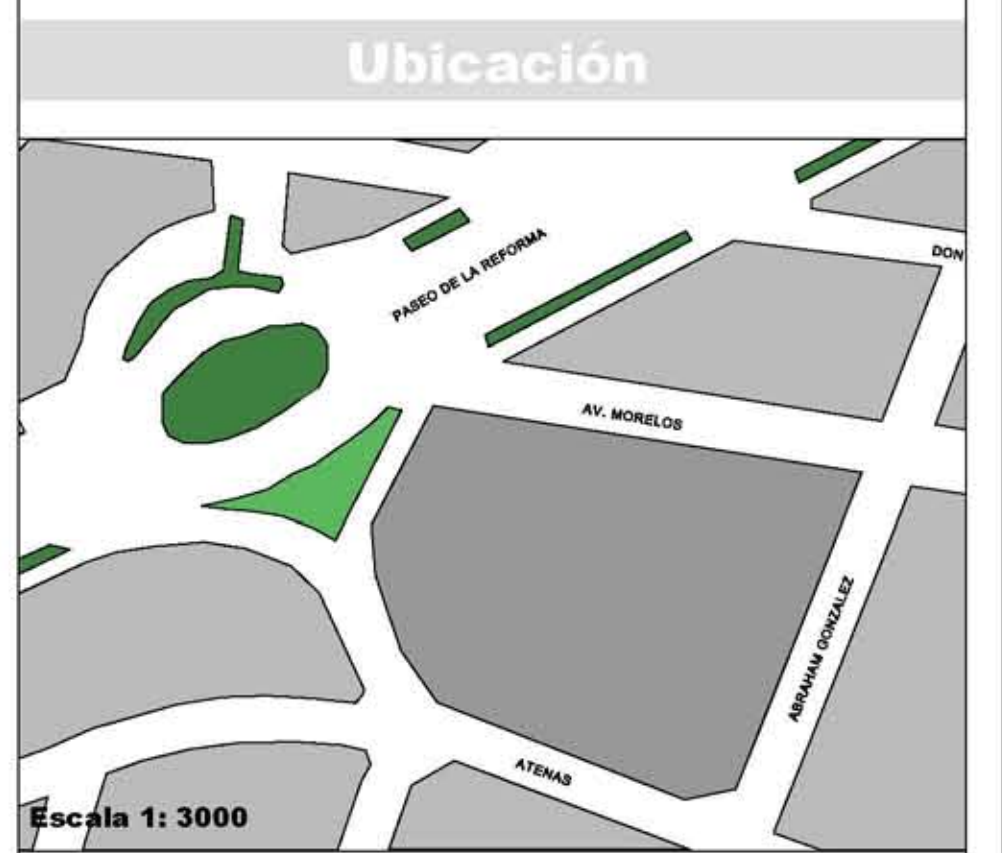 Ubicación
DON
PASEO DE LA REFORMA
AV. MORELOS
ABRAHAM GONZALEZ
ATENAS
Escala 1: 3000